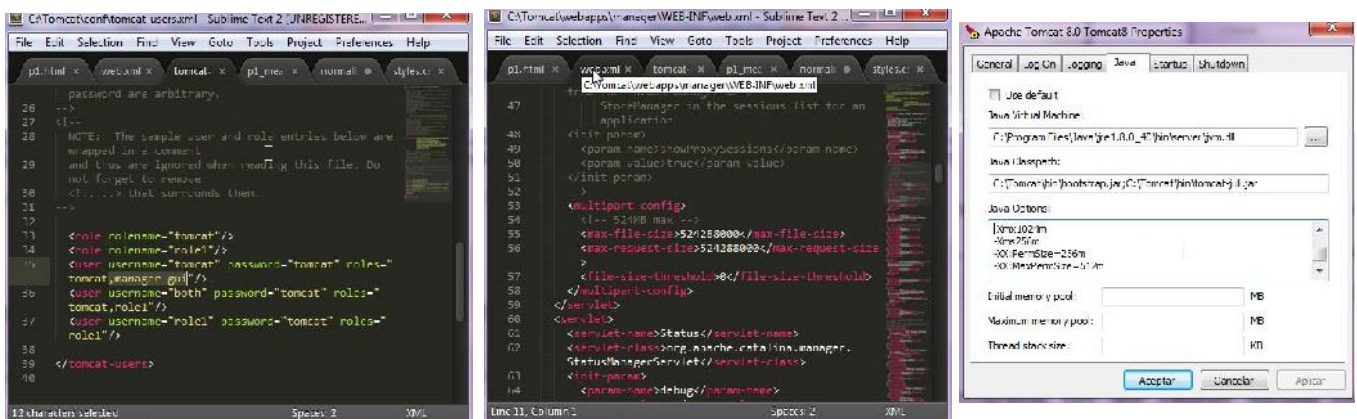 C:\Tomcat\conf\tomcat-users.xml - Sublime Text 2 (UNREGISTERE...
File Edit Selection Find View Goto Tools Project Preferences Help
p1.html × web.xml × tomcat- × p1_mec × normali styles.c ×
password are arbitrary.
26 -->
27 <!--
28 NOTE: The sample user and role entries below are
wrapped in a comment
29 and thus are ignored when reading this file. Do
not forget to remove
30 <!.. ..> that surrounds them.
31 -->
32
33 <role rolename="tomcat"/>
34 <role rolename="role1"/>
35 <user username="tomcat" password="tomcat" roles="
tomcat,manager-gui"/>
36 <user username="both" password="tomcat" roles="
tomcat,role1"/>
37 <user username="role1" password="tomcat" roles="
role1"/>
38
39 </tomcat-users>
40
13 characters selected Spaces: 2 XML
C:\Tomcat\webapps\manager\WEB-INF\web.xml - Sublime Text 2 ...
File Edit Selection Find View Goto Tools Project Preferences Help
p1.html × web.xml × tomcat- × p1_mec × normali styles.c ×
C:\Tomcat\webapps\manager\WEB-INF\web.xml
47 StoreManager in the sessions list for an
application
48 <init-param>
49 <param-name>showProxySessions</param-name>
50 <param-value>true</param-value>
51 </init-param>
52 >
53 <multipart-config>
54 <!-- 52MB max -->
55 <max-file-size>524288000</max-file-size>
56 <max-request-size>524288000</max-request-size
>
57 <file-size-threshold>0</file-size-threshold>
58 </multipart-config>
59 </servlet>
60 <servlet>
61 <servlet-name>Status</servlet-name>
62 <servlet-class>org.apache.catalina.manager.
StatusManagerServlet</servlet-class>
63 <init-param>
64 <param-name>debug</param-name>
Line 11, Column 1 Spaces: 2 XML
Apache Tomcat 8.0 Tomcat8 Properties
General Log On Logging Java Startup Shutdown
Use default
Java Virtual Machine:
C:\Program Files\Java\jre1.8.0_40\bin\server\jvm.dll ...
Java Classpath:
C:\Tomcat\bin\bootstrap.jar;C:\Tomcat\bin\tomcat-juli.jar
Java Options:
-Xmx1024m
-Xms256m
-XX:PermSize=256m
-XX:MaxPermSize=512m
Initial memory pool: MB
Maximum memory pool: MB
Thread stack size: KB
Aceptar Cancelar Aplicar